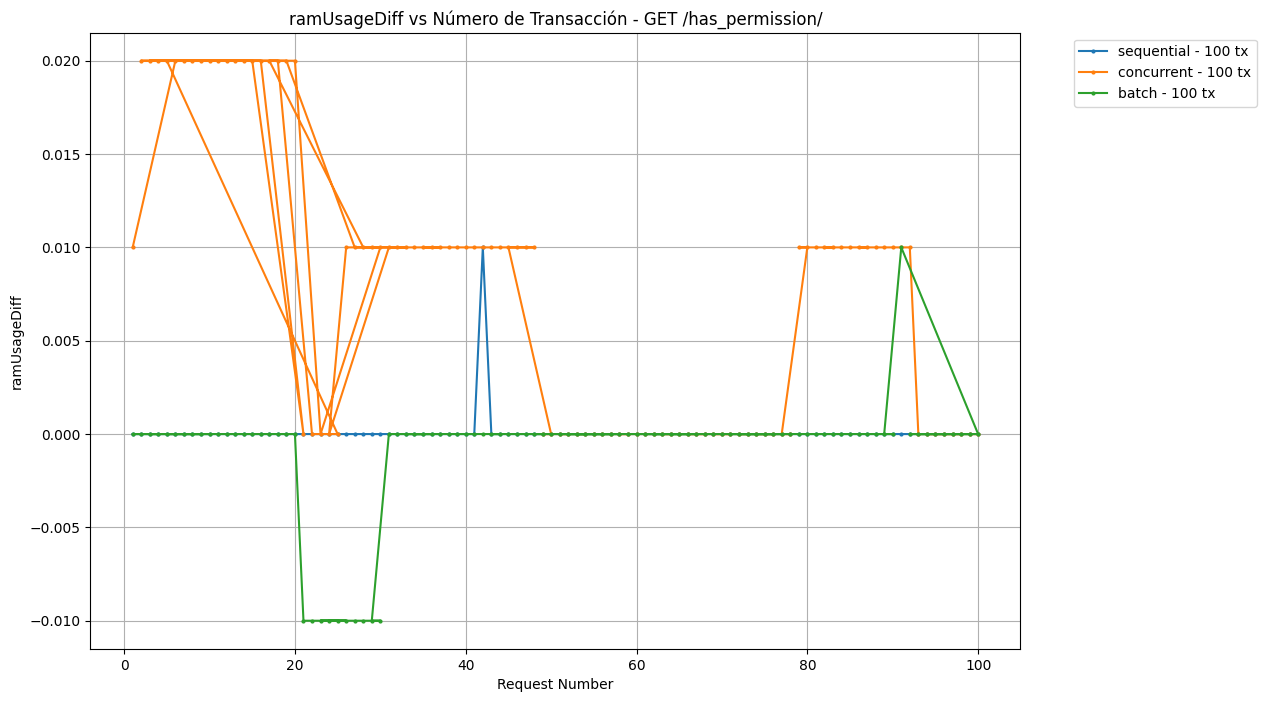 ramUsageDiff vs Número de Transacción - GET /has_permission/
sequential - 100 tx
concurrent - 100 tx
batch - 100 tx
0.020
0.015
0.010
0.005
0.000
−0.005
−0.010
ramUsageDiff
0 20 40 60 80 100
Request Number